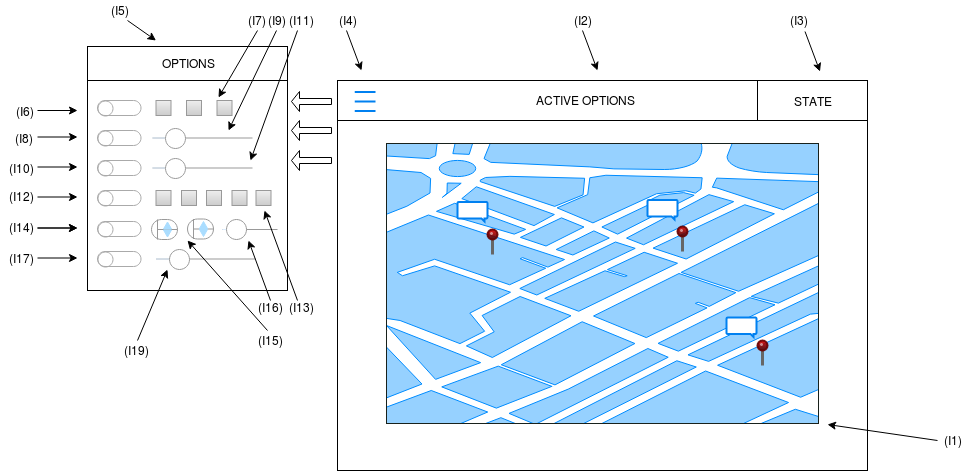 (I5)
(I7)
(I9)
(I11)
(I4)
(I2)
(I3)
OPTIONS
ACTIVE OPTIONS
STATE
(I6)
(I8)
(I10)
(I12)
(I14)
(I17)
(I16)
(I13)
(I15)
(I19)
(I1)